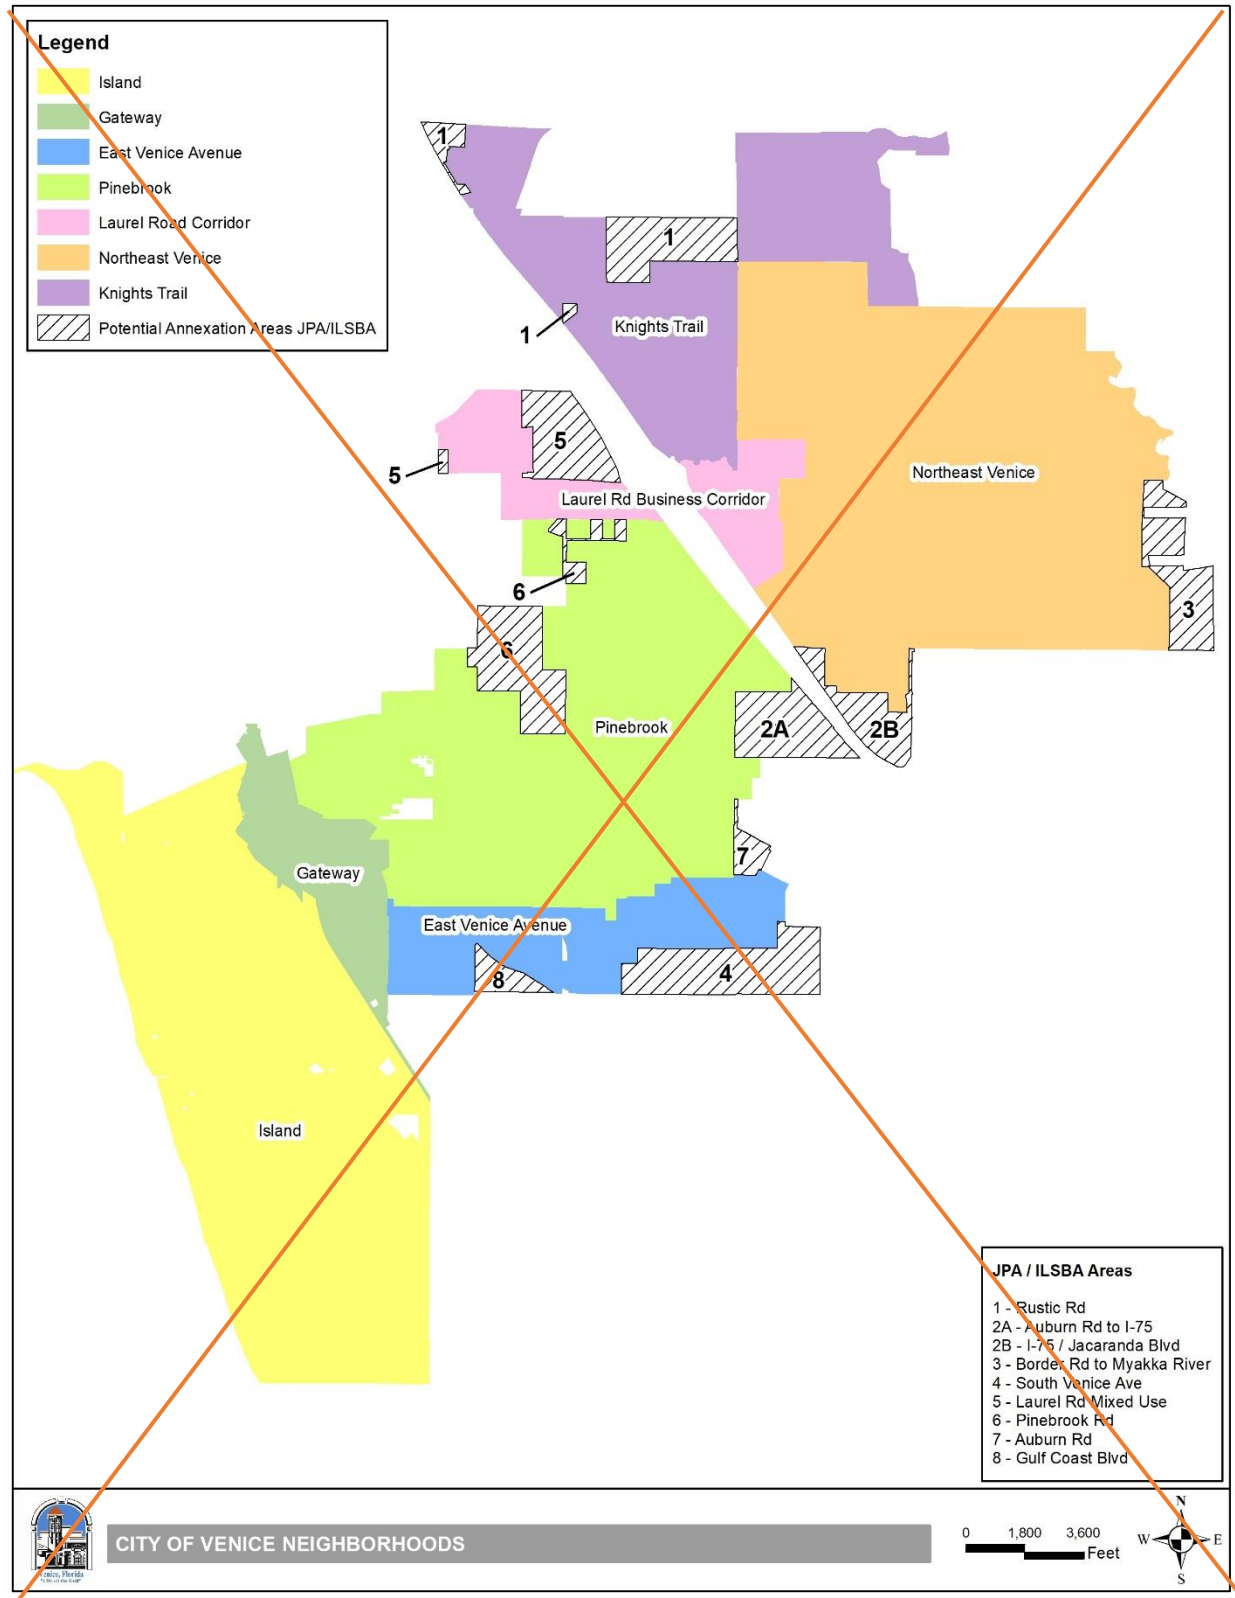 Legend
Island
Gateway
East Venice Avenue
Pinebrook
Laurel Road Corridor
Northeast Venice
Knights Trail
Potential Annexation Areas JPA/ILSBA
1
1
1
Knights Trail
5
5
Northeast Venice
Laurel Rd Business Corridor
6
3
6
Pinebrook
2A
2B
7
Gateway
East Venice Avenue
8
4
Island
JPA / ILSBA Areas
1 - Rustic Rd
2A - Auburn Rd to I-75
2B - I-75 / Jacaranda Blvd
3 - Border Rd to Myakka River
4 - South Venice Ave
5 - Laurel Rd Mixed Use
6 - Pinebrook Rd
7 - Auburn Rd
8 - Gulf Coast Blvd
Venice, Florida
CITY OF VENICE NEIGHBORHOODS
0 1,800 3,600
Feet
N
W E
S